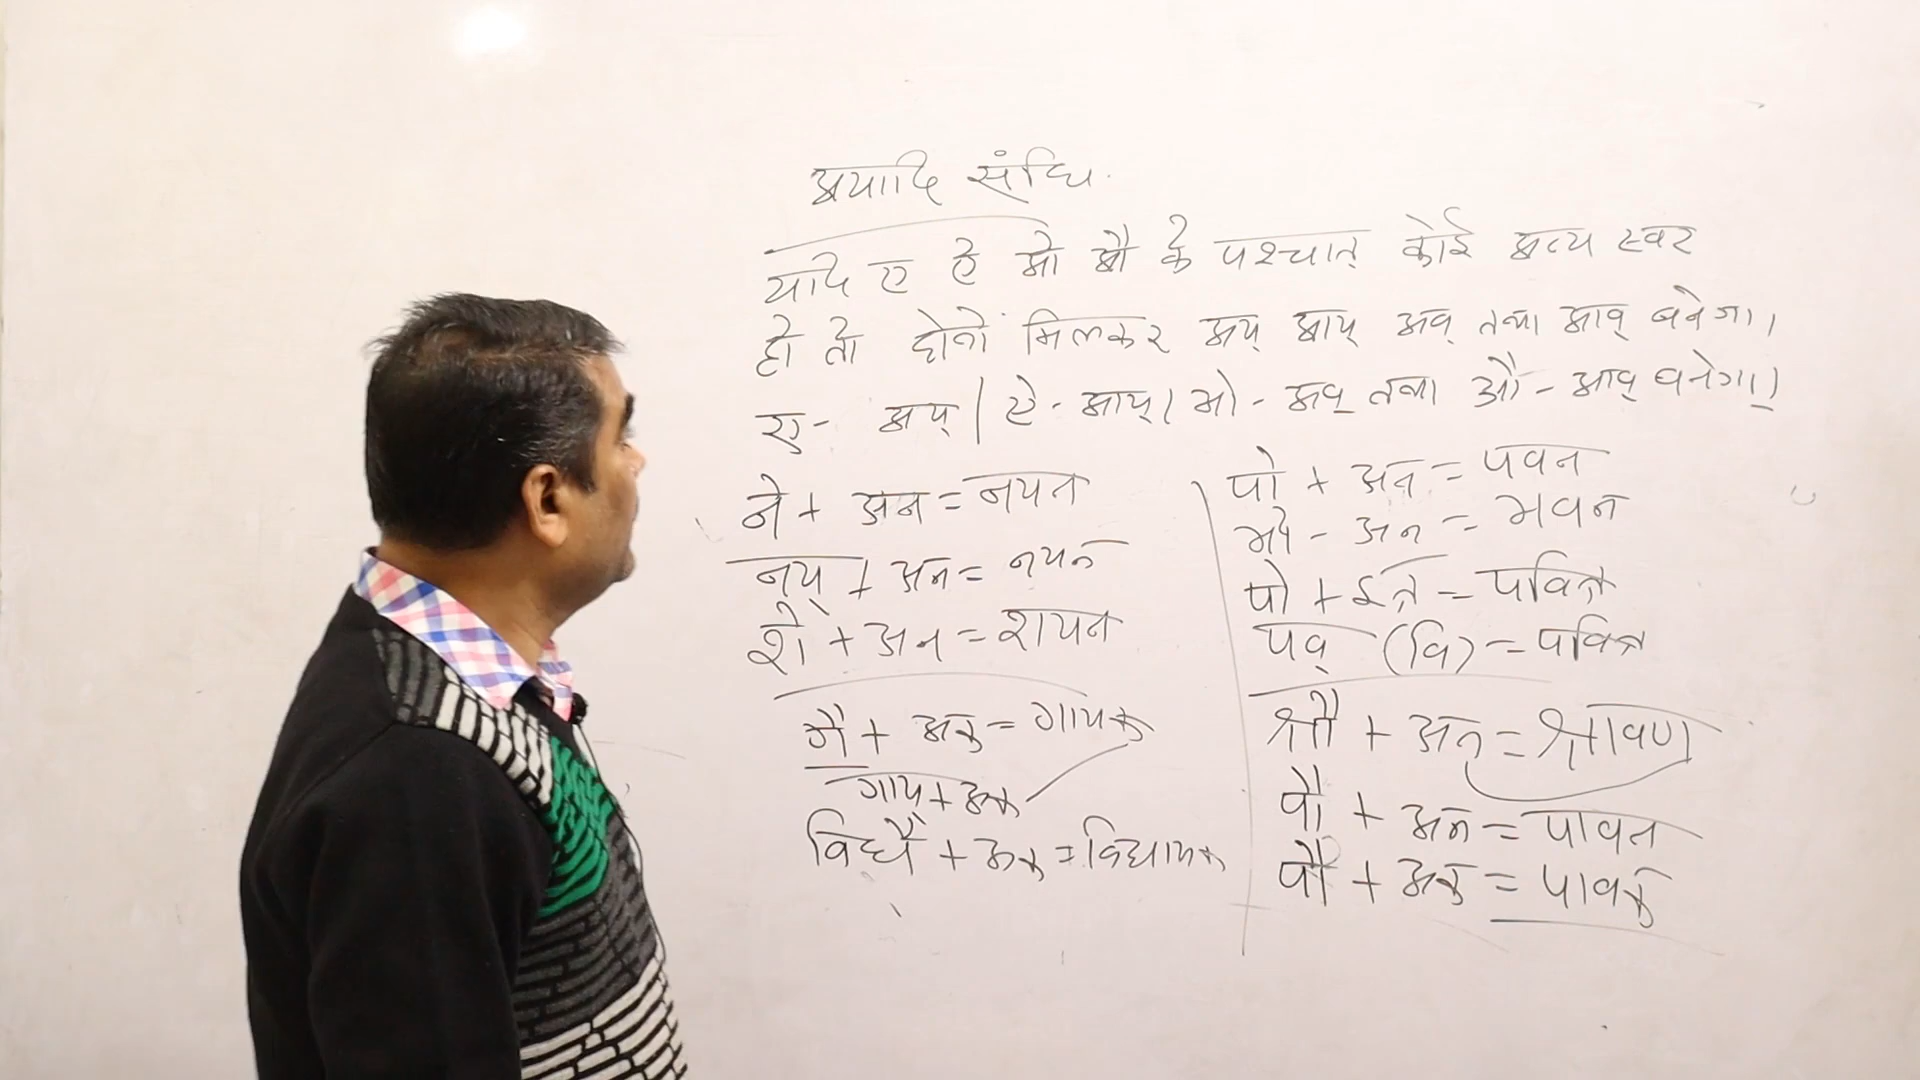 अयादि संधि
यदि ए ऐ ओ औ के पश्चात् कोई अन्य स्वर
हो तो दोनों मिलकर अय् आय् अव् तथा आव् बनेगा।
ए - अय् | ऐ - आय् । ओ - अव् तथा औ - आव् बनेगा।
ने + अन = नयन
नय् + अन = नयन
शे + अन = शयन
गै + अक = गायक
गाय् + अक
विधै + अक = विधायक
पो + अन = पवन
भो - अन = भवन
पो + इत्र = पवित्र
पव् (वि) = पवित्र
श्रौ + अन = श्रावण
पौ + अन = पावन
पौ + अक = पावक